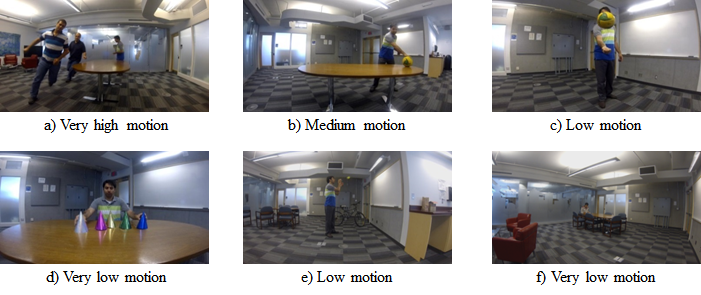 a) Very high motion
b) Medium motion
c) Low motion
d) Very low motion
e) Low motion
f) Very low motion